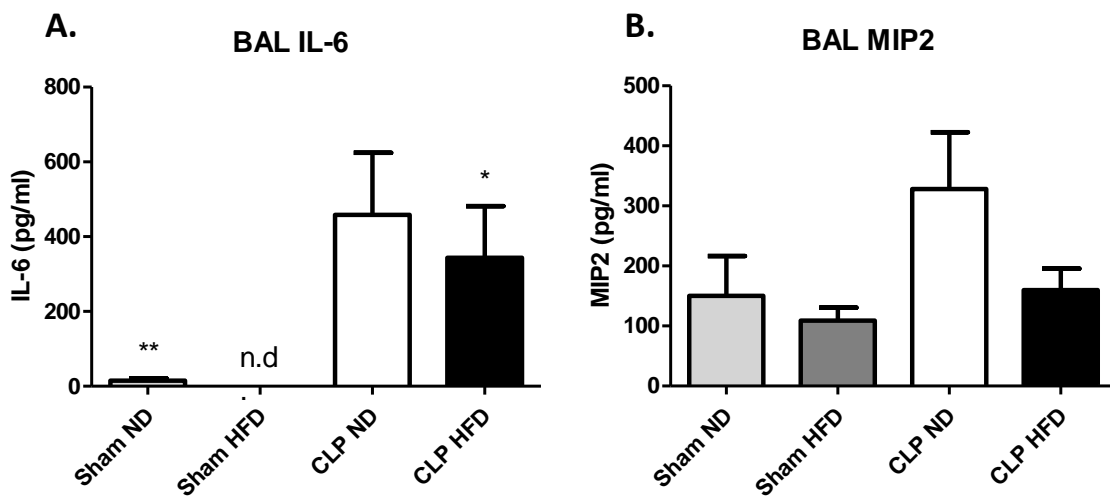 A.
BAL IL-6
IL-6 (pg/ml)
800
600
400
200
0
**
n.d
*
Sham ND
Sham HFD
CLP ND
CLP HFD
B.
BAL MIP2
MIP2 (pg/ml)
500
400
300
200
100
0
Sham ND
Sham HFD
CLP ND
CLP HFD